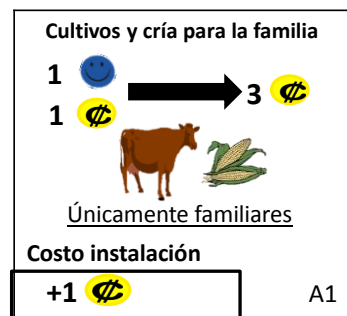 Cultivos y cría para la familia
1
1 ₡
3 ₡
Únicamente familiares
Costo instalación
+1 ₡
A1